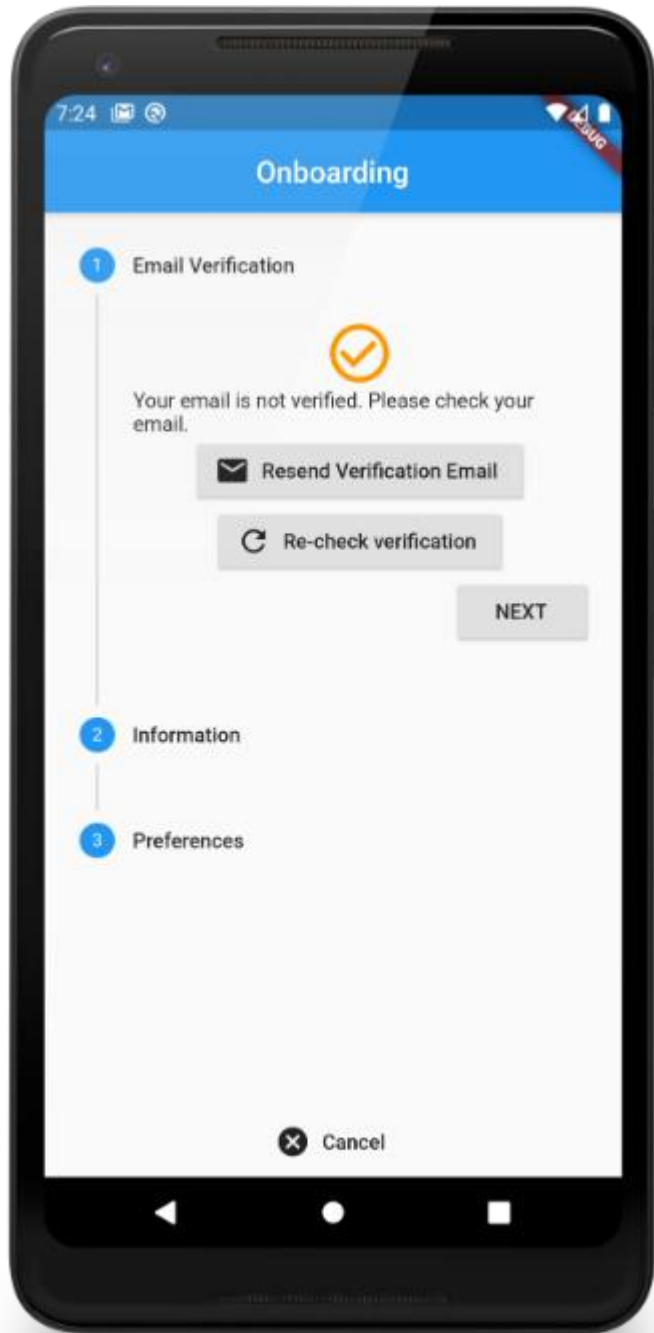 7:24
DEBUG
Onboarding
1 Email Verification
Your email is not verified. Please check your
email.
Resend Verification Email
Re-check verification
NEXT
2 Information
3 Preferences
Cancel